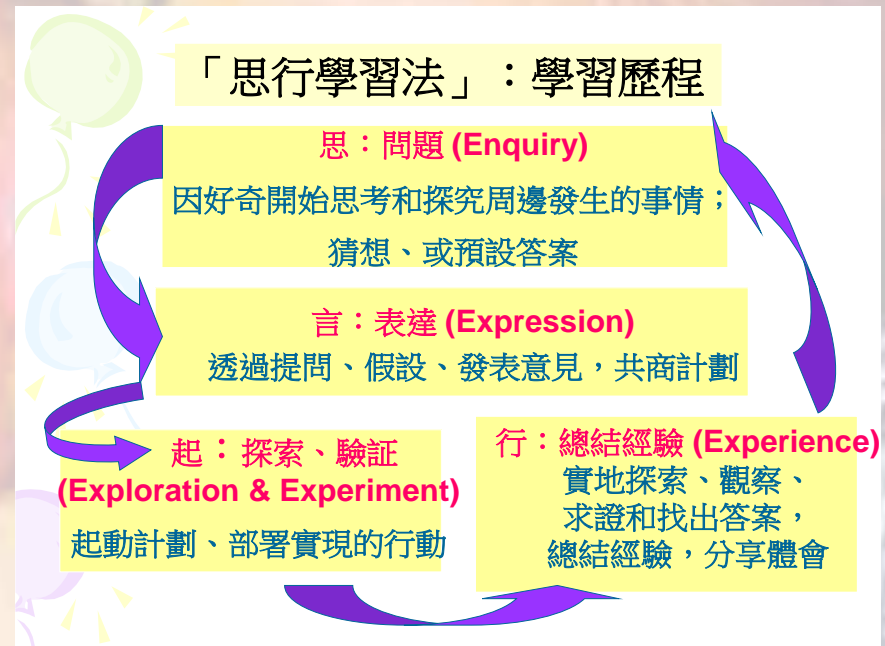 「思行學習法」：學習歷程
思：問題 (Enquiry)
因好奇開始思考和探究周邊發生的事情；
猜想、或預設答案
言：表達 (Expression)
透過提問、假設、發表意見，共商計劃
起：探索、驗証
(Exploration & Experiment)
起動計劃、部署實現的行動
行：總結經驗 (Experience)
實地探索、觀察、
求證和找出答案，
總結經驗，分享體會